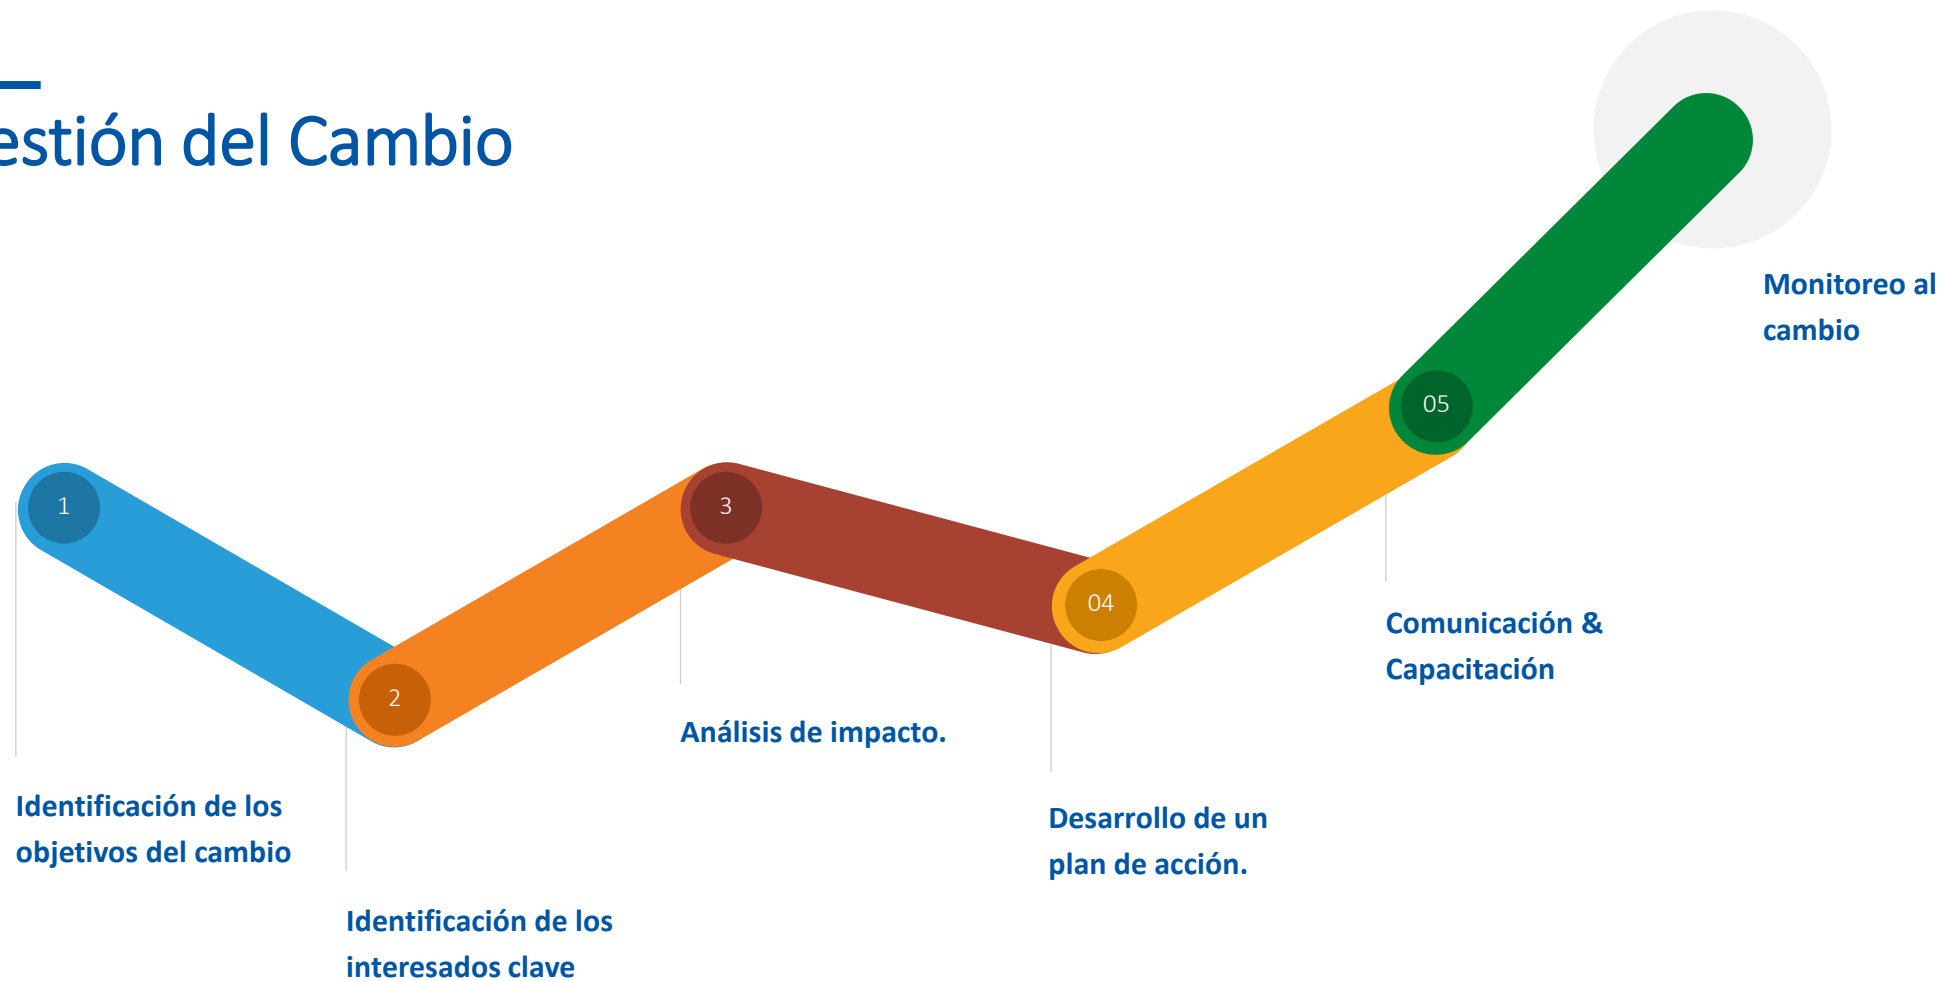 estión del Cambio
Monitoreo al
cambio
05
1
3
04
Comunicación &
Capacitación
2
Análisis de impacto.
Identificación de los
objetivos del cambio
Desarrollo de un
plan de acción.
Identificación de los
interesados clave